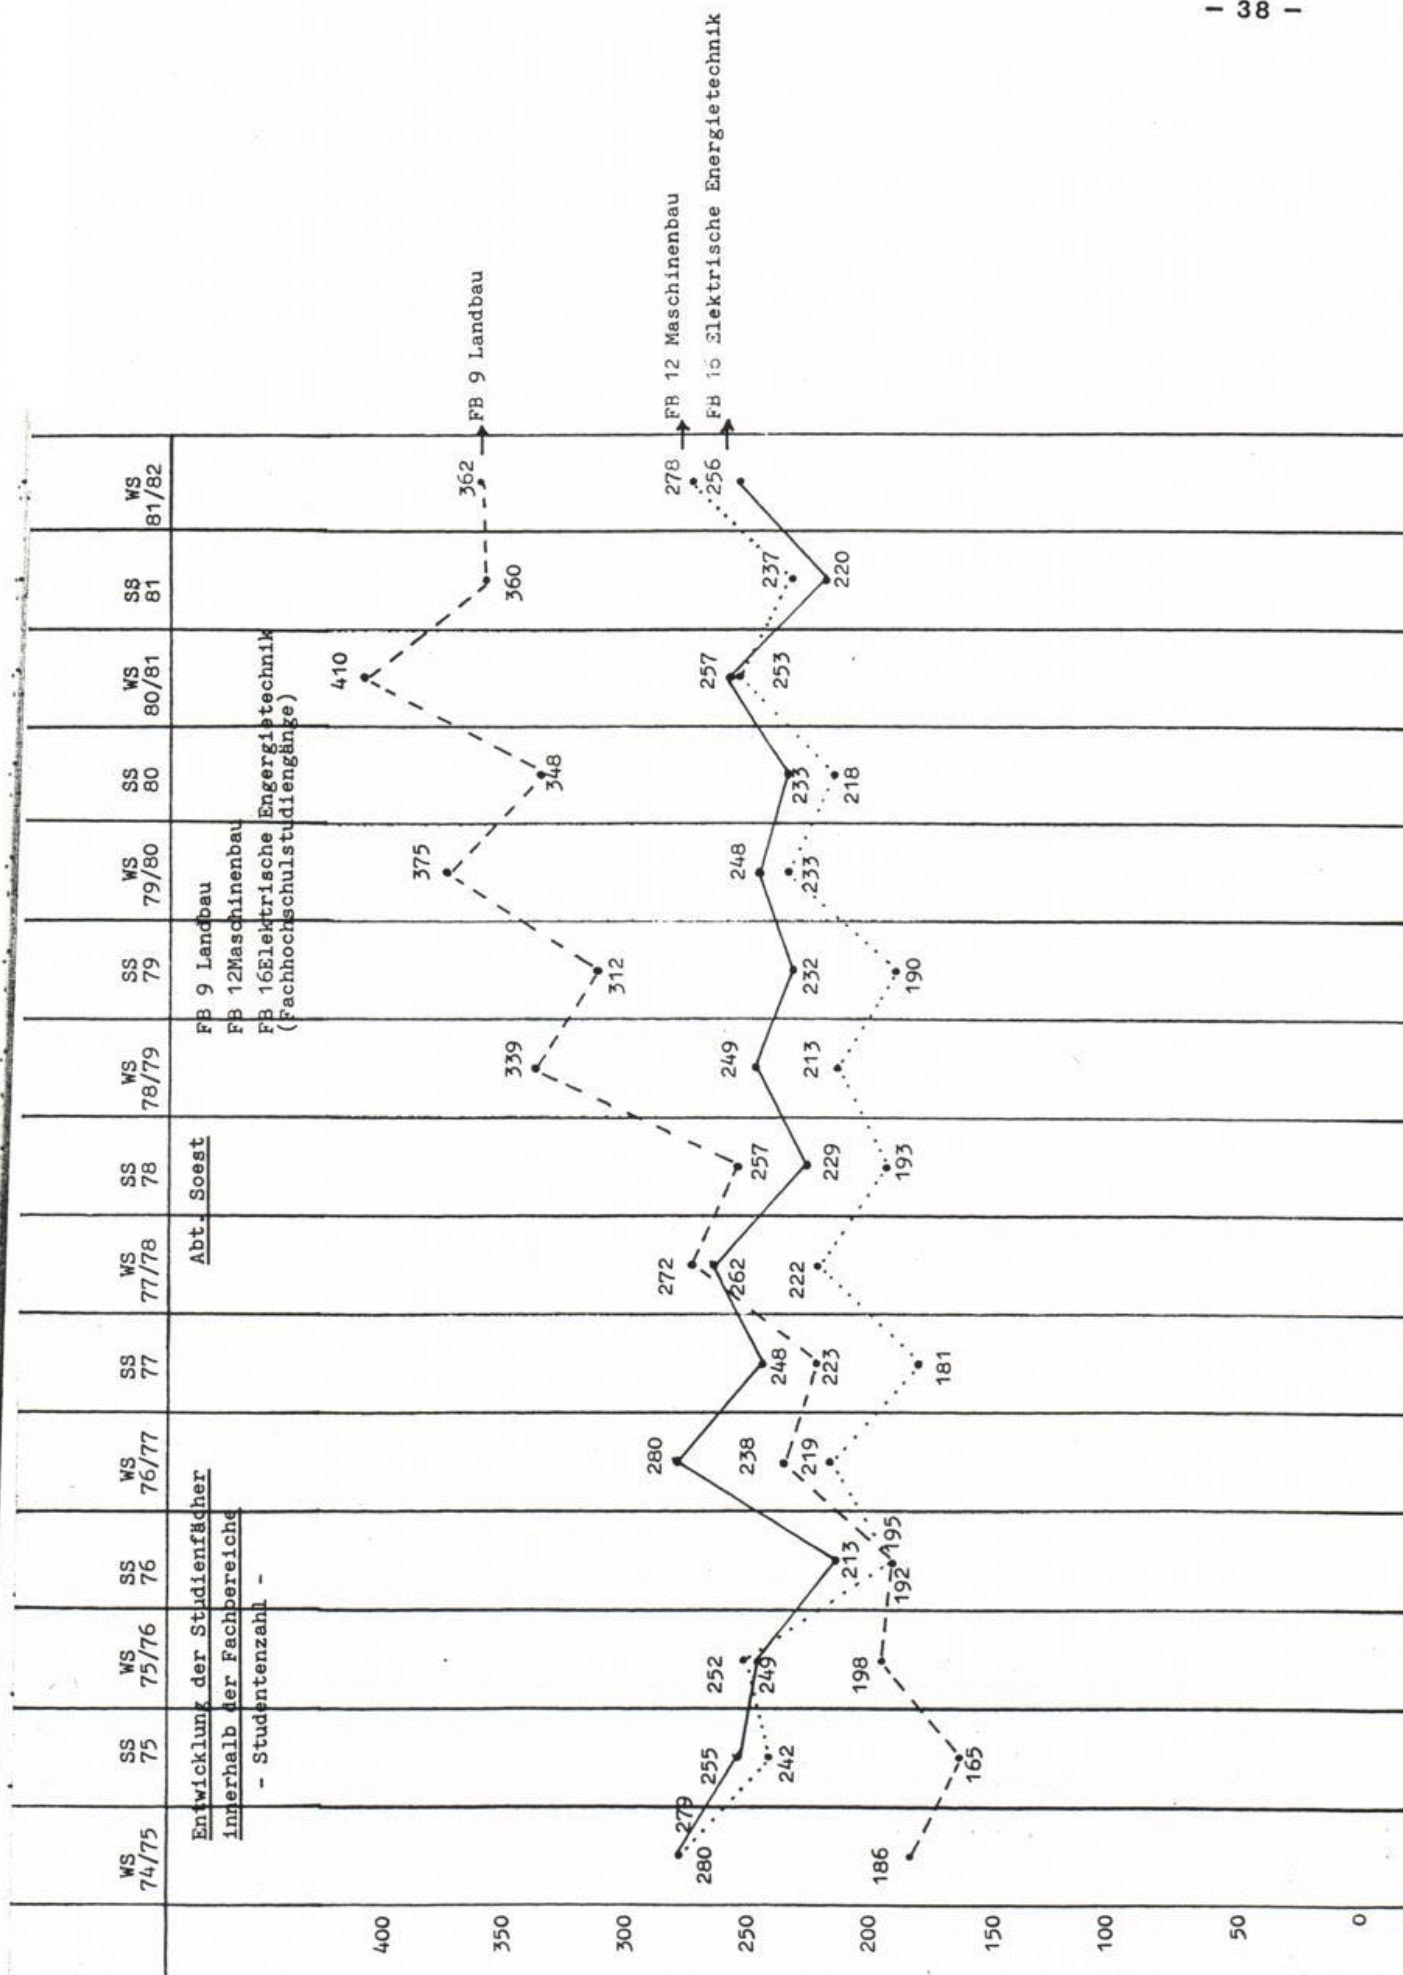 - 38 -
WS 74/75
SS 75
WS 75/76
SS 76
WS 76/77
SS 77
WS 77/78
SS 78
WS 78/79
SS 79
WS 79/80
SS 80
WS 80/81
SS 81
WS 81/82
Entwicklung der Studienfächer
innerhalb der Fachbereiche
- Studentenzahl -
Abt. Soest
FB 9 Landbau
FB 12Maschinenbau
FB 16Elektrische Engergietechnik
(Fachhochschulstudiengänge)
400
350
300
250
200
150
100
50
0
280
279
186
255
242
165
252
249
198
213
195
192
280
238
219
248
223
181
272
262
222
257
229
193
339
249
213
312
232
190
375
248
233
348
233
218
410
257
253
360
237
220
362
278
256
FB 9 Landbau
FB 12 Maschinenbau
FB 16 Elektrische Energietechnik